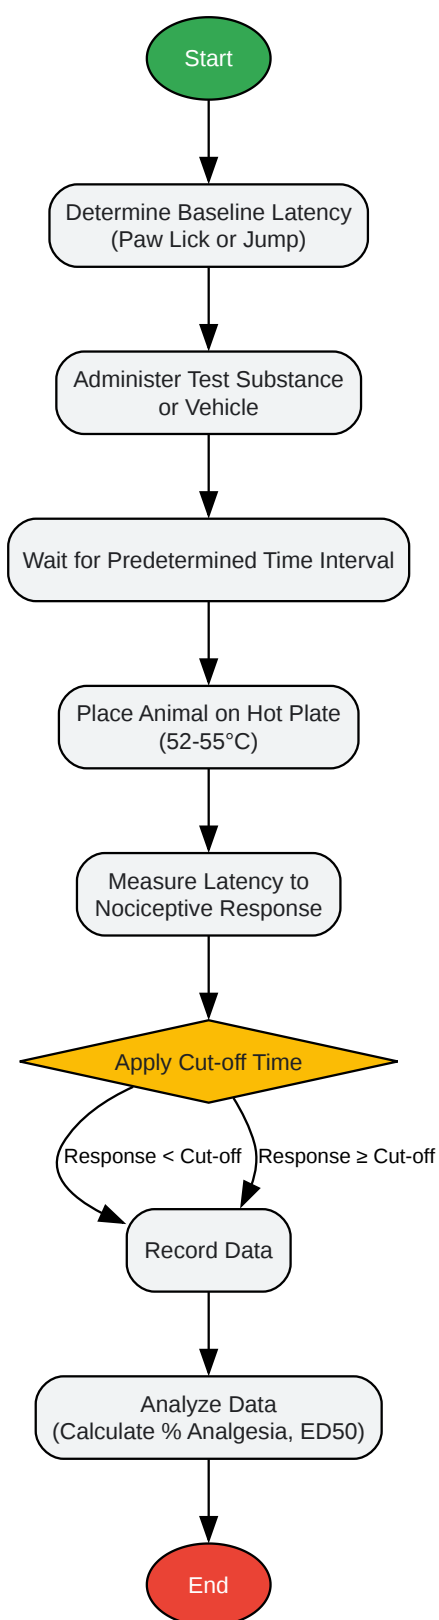 Start
Determine Baseline Latency
(Paw Lick or Jump)
Administer Test Substance
or Vehicle
Wait for Predetermined Time Interval
Place Animal on Hot Plate
(52-55°C)
Measure Latency to
Nociceptive Response
Apply Cut-off Time
Response < Cut-off
Response ≥ Cut-off
Record Data
Analyze Data
(Calculate % Analgesia, ED50)
End